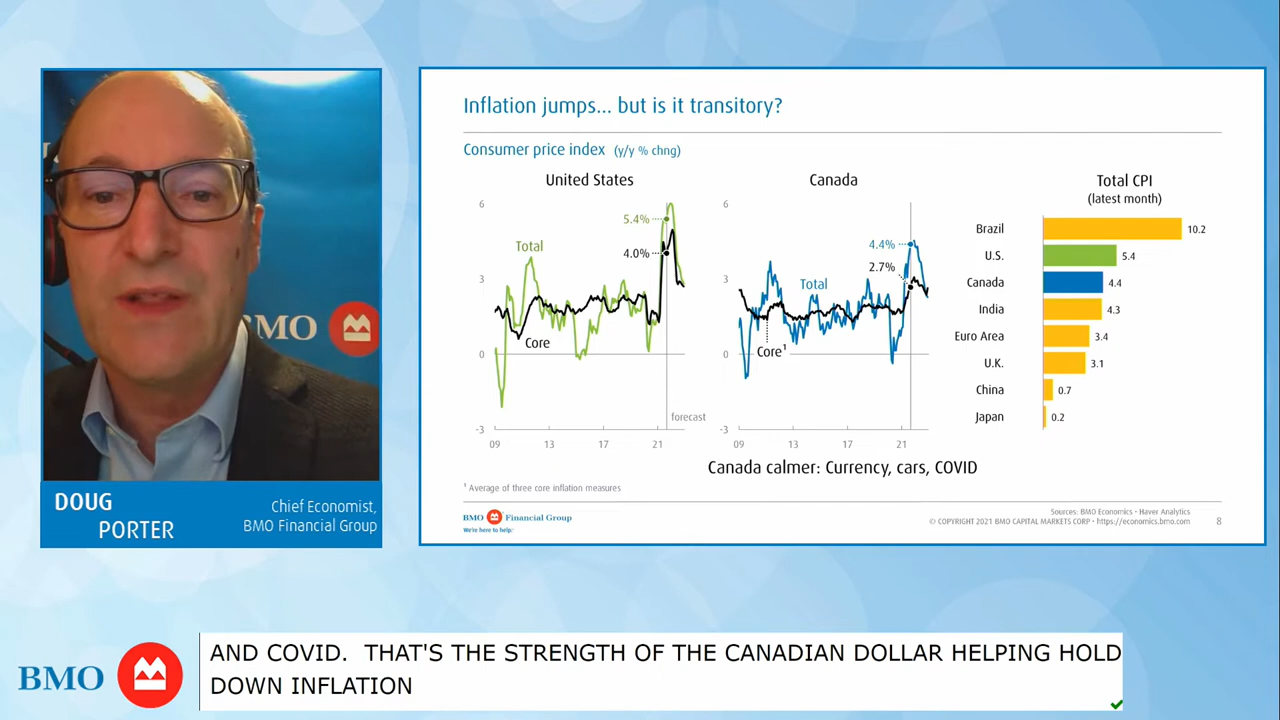 BMO
DOUG
PORTER
Chief Economist,
BMO Financial Group
Inflation jumps... but is it transitory?
Consumer price index (y/y % chng)
United States
6
3
0
-3
09 13 17 21
Total
Core
5.4%
4.0%
forecast
Canada
6
3
0
-3
09 13 17 21
4.4%
2.7%
Total
Core¹
Total CPI
(latest month)
Brazil 10.2
U.S. 5.4
Canada 4.4
India 4.3
Euro Area 3.4
U.K. 3.1
China 0.7
Japan 0.2
Canada calmer: Currency, cars, COVID
¹ Average of three core inflation measures
BMO Financial Group
We're here to help.™
Sources: BMO Economics • Haver Analytics
© COPYRIGHT 2021 BMO CAPITAL MARKETS CORP • https://economics.bmo.com
8
BMO
AND COVID. THAT'S THE STRENGTH OF THE CANADIAN DOLLAR HELPING HOLD
DOWN INFLATION